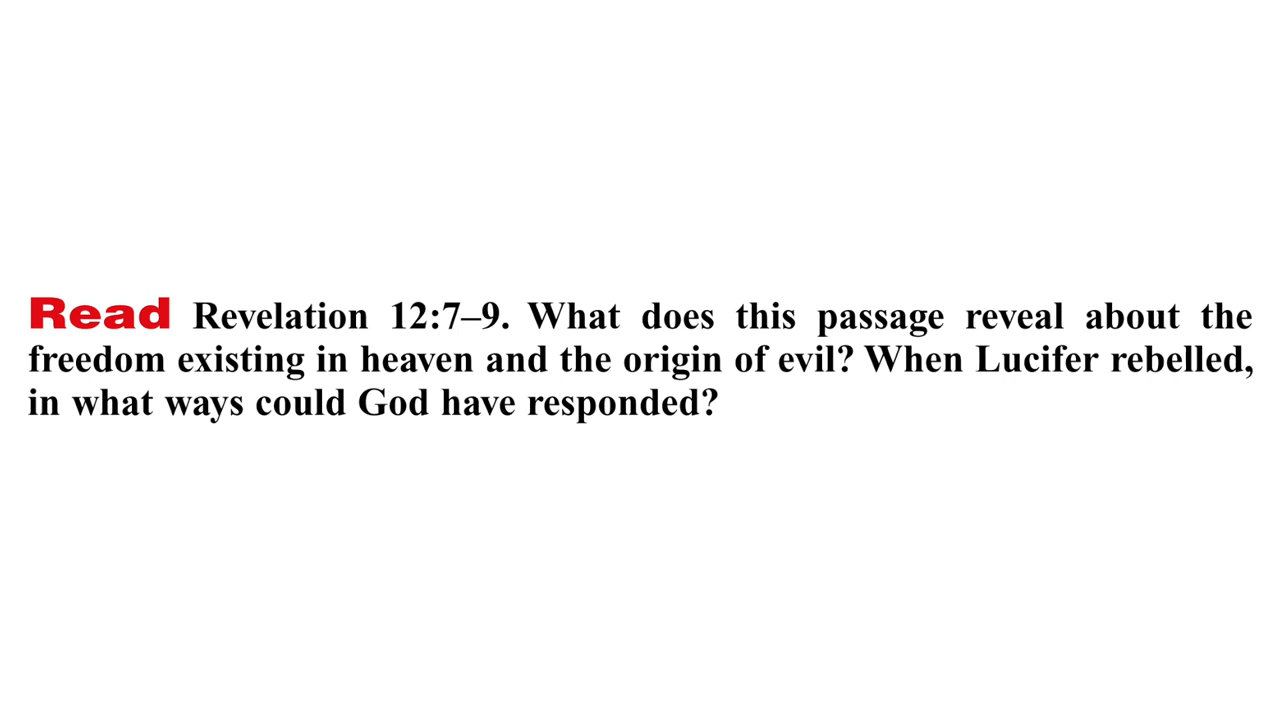 Read Revelation 12:7–9. What does this passage reveal about the
freedom existing in heaven and the origin of evil? When Lucifer rebelled,
in what ways could God have responded?